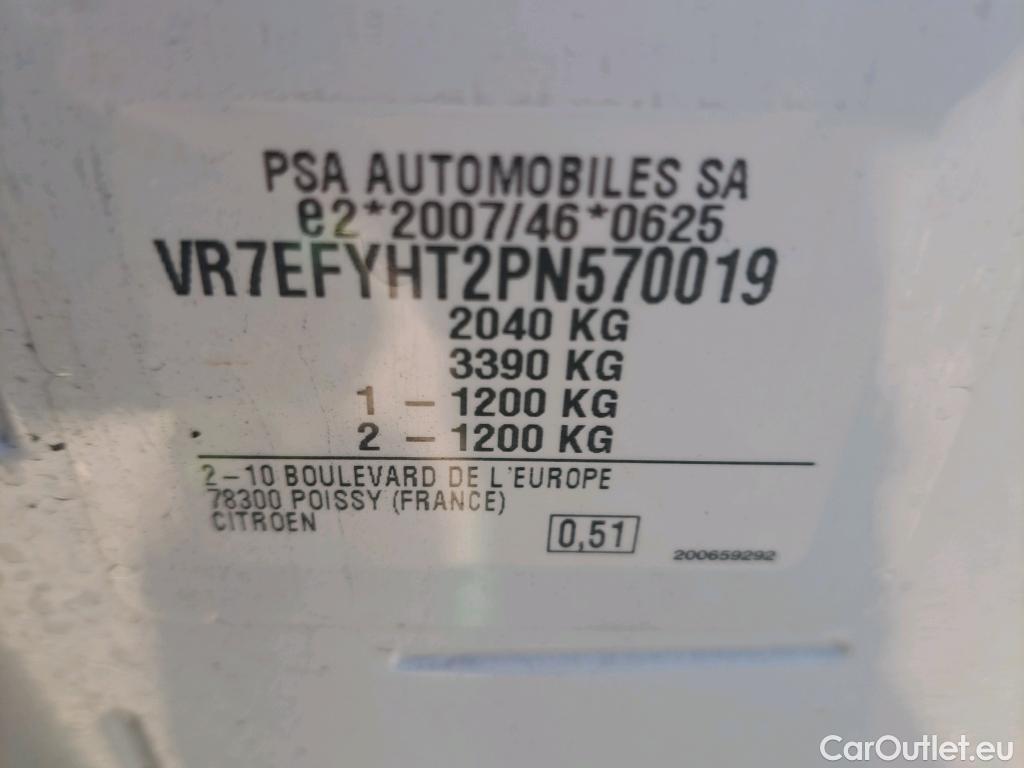 PSA AUTOMOBILES SA
e2*2007/46*0625
VR7EFYHT2PN570019
2040 KG
3390 KG
1 – 1200 KG
2 – 1200 KG
2–10 BOULEVARD DE L'EUROPE
78300 POISSY (FRANCE)
CITROEN
0,51
200659292
CarOutlet.eu